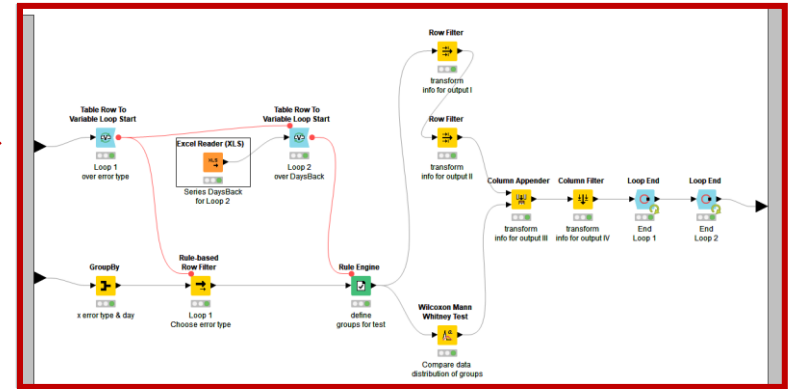 Row Filter
transform
info for output I
Table Row To
Variable Loop Start
Loop 1
over error type
Excel Reader (XLS)
XLS
Series DaysBack
for Loop 2
Table Row To
Variable Loop Start
Loop 2
over DaysBack
Row Filter
transform
info for output II
Column Appender
transform
info for output III
Column Filter
transform
info for output IV
Loop End
End
Loop 1
Loop End
End
Loop 2
GroupBy
x error type & day
Rule-based
Row Filter
Loop 1
Choose error type
Rule Engine
define
groups for test
Wilcoxon Mann
Whitney Test
Compare data
distribution of groups